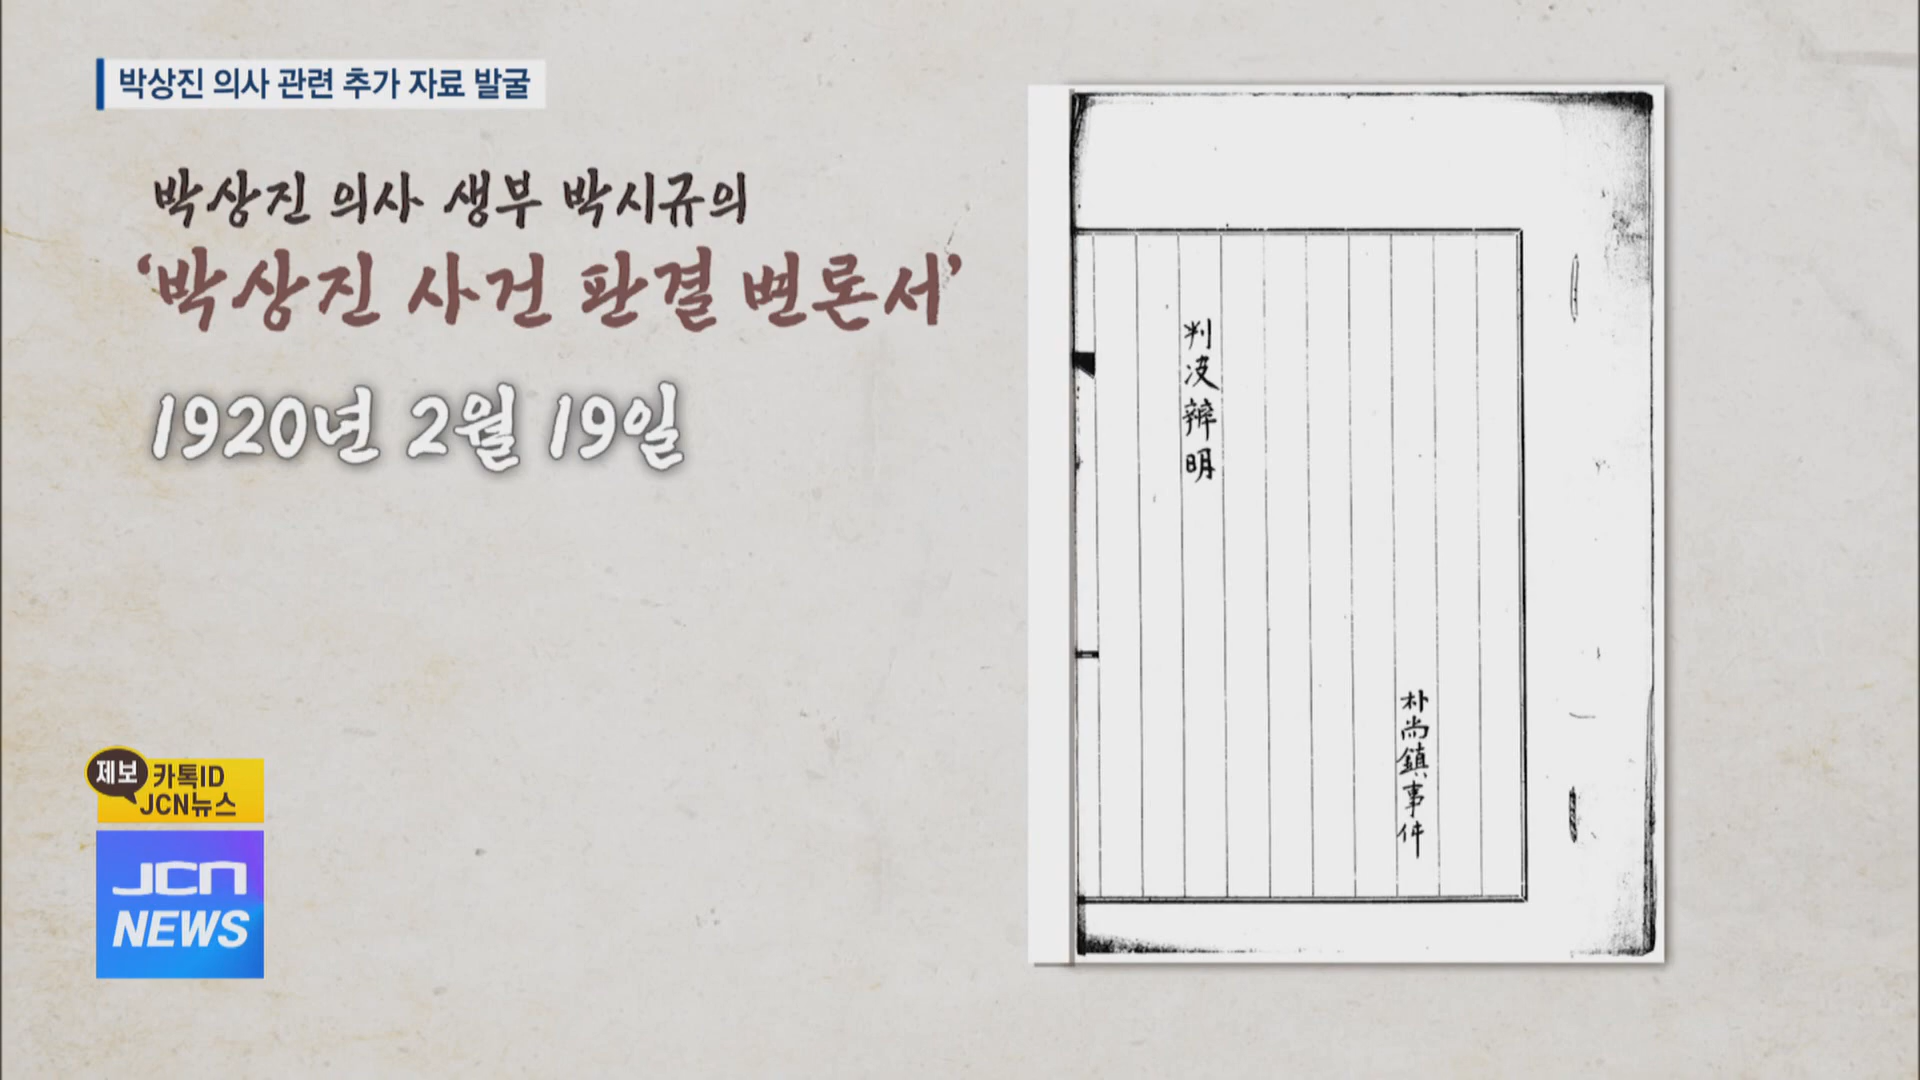 박상진 의사 관련 추가 자료 발굴
박상진 의사 생부 박시규의
‘박상진 사건 판결 변론서’
1920년 2월 19일
朴尚鎮事件
判决辨明
제보
카톡ID
JCN뉴스
JCN
NEWS